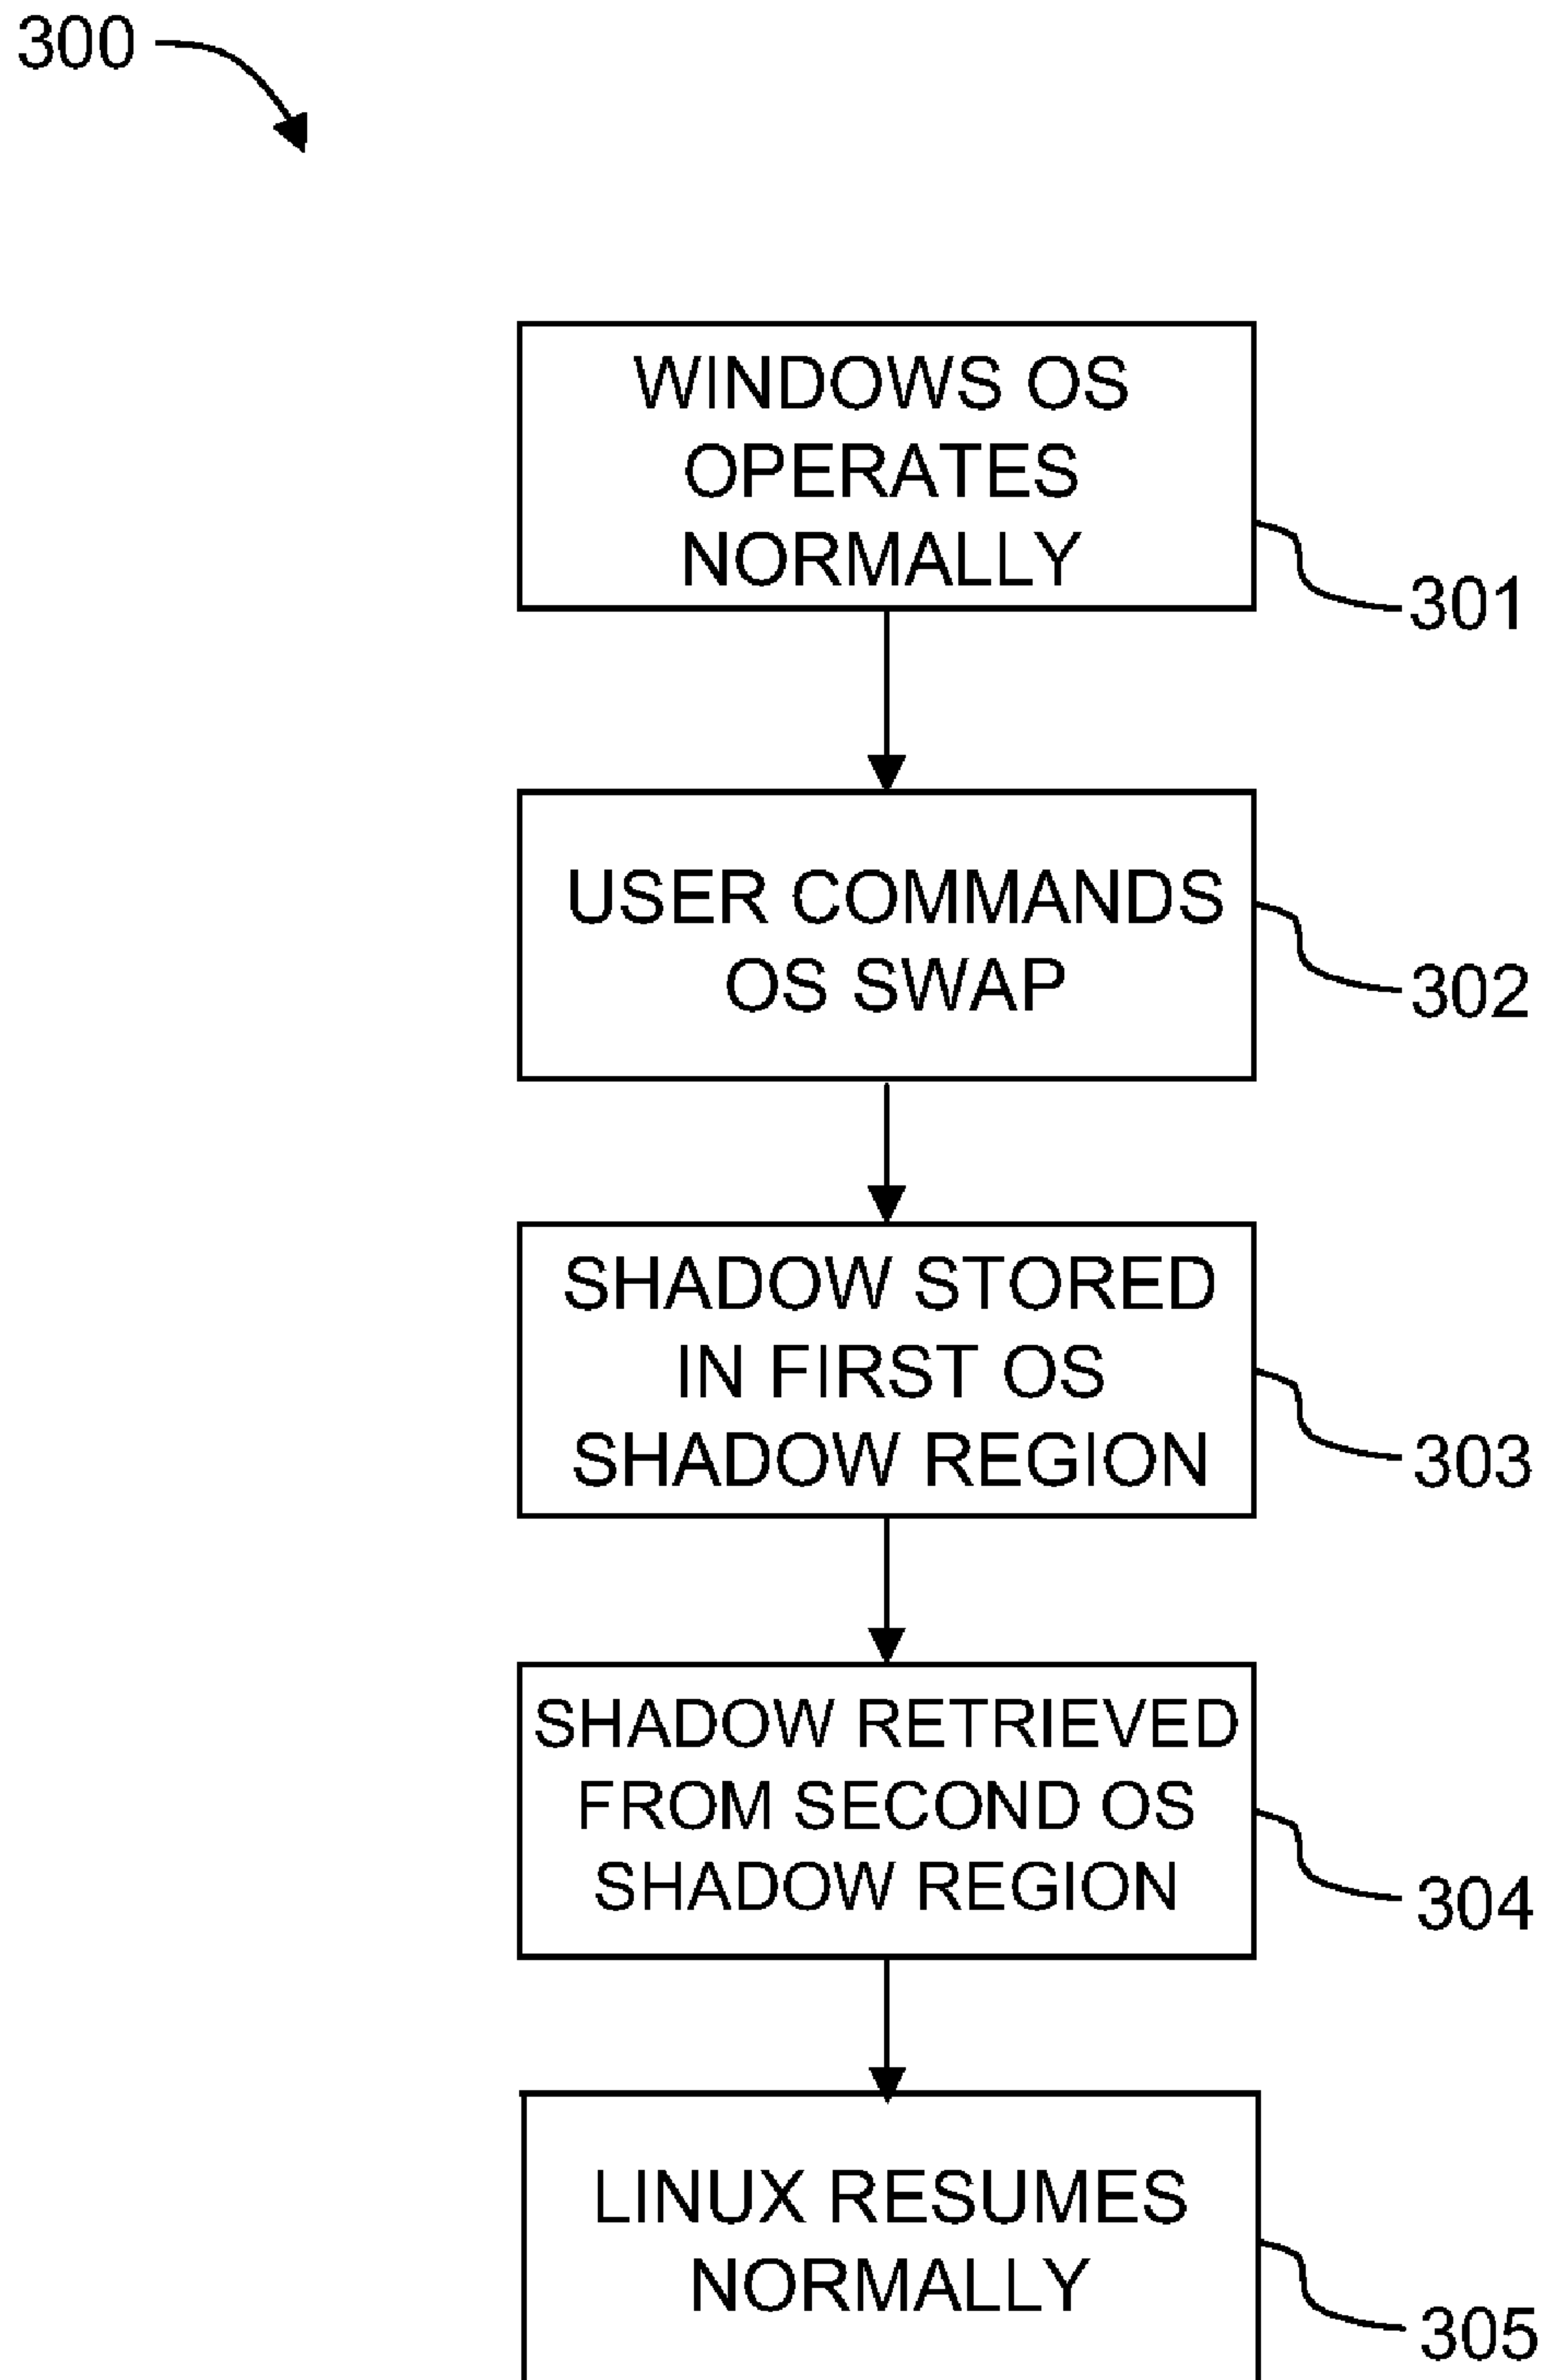 300
WINDOWS OS
OPERATES
NORMALLY
301
USER COMMANDS
OS SWAP
302
SHADOW STORED
IN FIRST OS
SHADOW REGION
303
SHADOW RETRIEVED
FROM SECOND OS
SHADOW REGION
304
LINUX RESUMES
NORMALLY
305